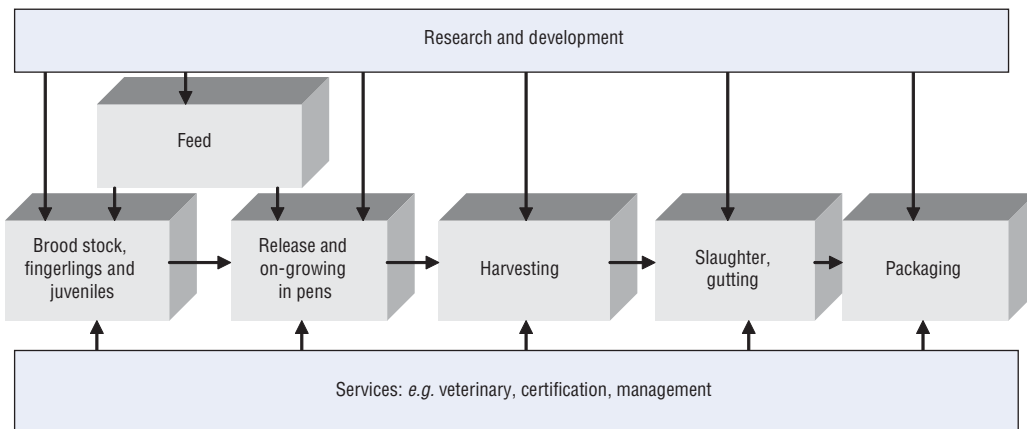 Research and development
Feed
Brood stock,
fingerlings and
juveniles
Release and
on-growing
in pens
Harvesting
Slaughter,
gutting
Packaging
Services: e.g. veterinary, certification, management